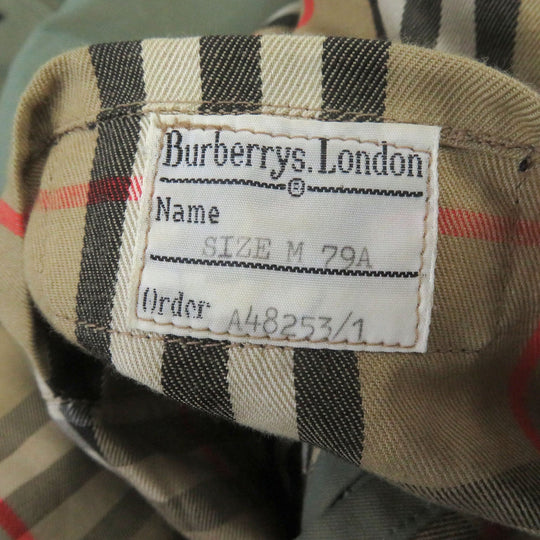 Burberrys. London
®
Name
SIZE M 79A
Order A48253/1